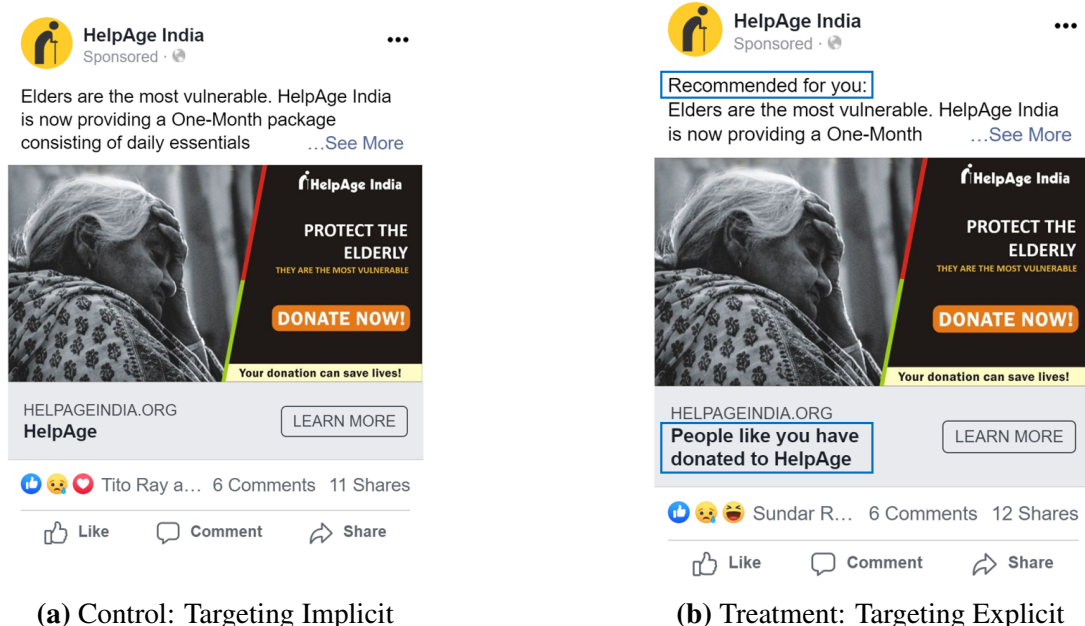 HelpAge India
Sponsored ·
Elders are the most vulnerable. HelpAge India
is now providing a One-Month package
consisting of daily essentials ...See More
HelpAge India
PROTECT THE
ELDERLY
THEY ARE THE MOST VULNERABLE
DONATE NOW!
Your donation can save lives!
HELPAGEINDIA.ORG
HelpAge
LEARN MORE
Tito Ray a... 6 Comments 11 Shares
Like Comment Share
(a) Control: Targeting Implicit
HelpAge India
Sponsored ·
Recommended for you:
Elders are the most vulnerable. HelpAge India
is now providing a One-Month ...See More
HelpAge India
PROTECT THE
ELDERLY
THEY ARE THE MOST VULNERABLE
DONATE NOW!
Your donation can save lives!
HELPAGEINDIA.ORG
People like you have
donated to HelpAge
LEARN MORE
Sundar R... 6 Comments 12 Shares
Like Comment Share
(b) Treatment: Targeting Explicit